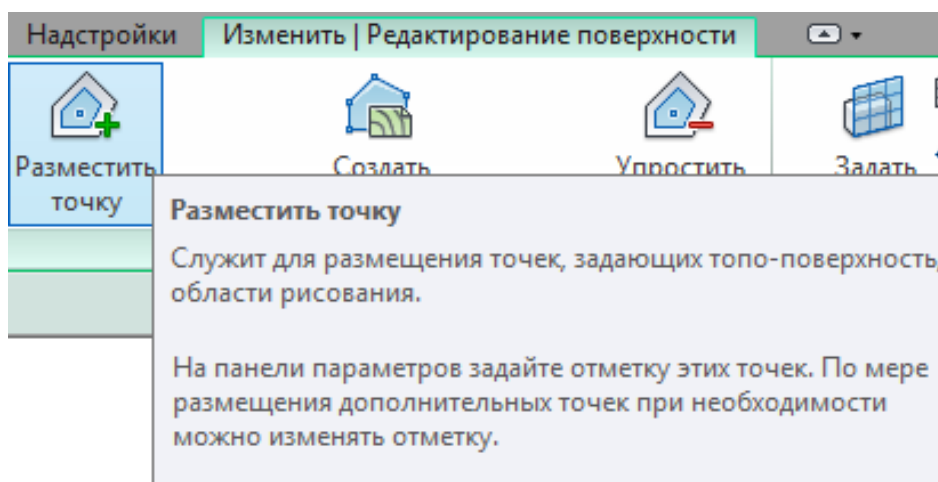 Надстройки Изменить | Редактирование поверхности
Разместить точку
Создать
Упростить
Задать
Разместить точку
Служит для размещения точек, задающих топо-поверхность,
области рисования.
На панели параметров задайте отметку этих точек. По мере
размещения дополнительных точек при необходимости
можно изменять отметку.